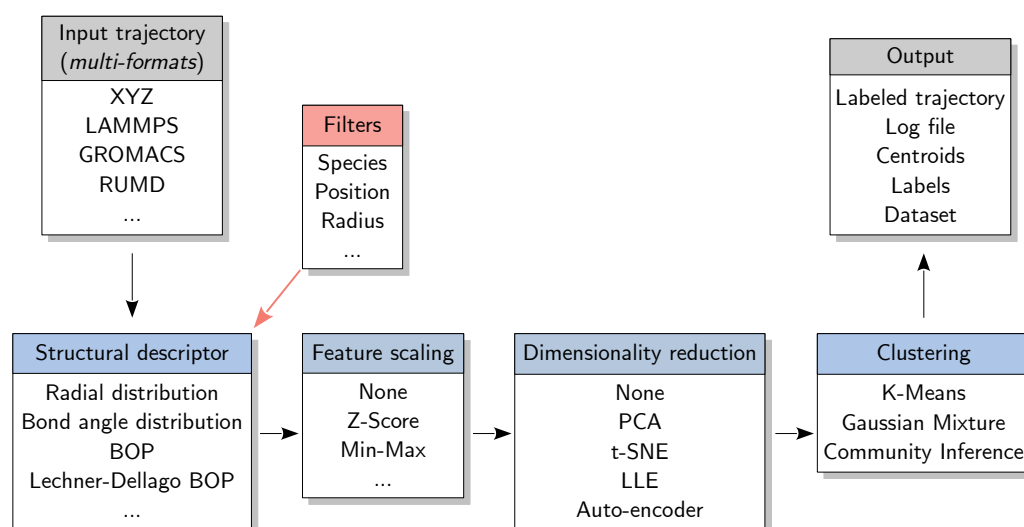 Input trajectory
(multi-formats)
XYZ
LAMMPS
GROMACS
RUMD
...
Filters
Species
Position
Radius
...
Output
Labeled trajectory
Log file
Centroids
Labels
Dataset
Structural descriptor
Radial distribution
Bond angle distribution
BOP
Lechner-Dellago BOP
...
Feature scaling
None
Z-Score
Min-Max
...
Dimensionality reduction
None
PCA
t-SNE
LLE
Auto-encoder
Clustering
K-Means
Gaussian Mixture
Community Inference